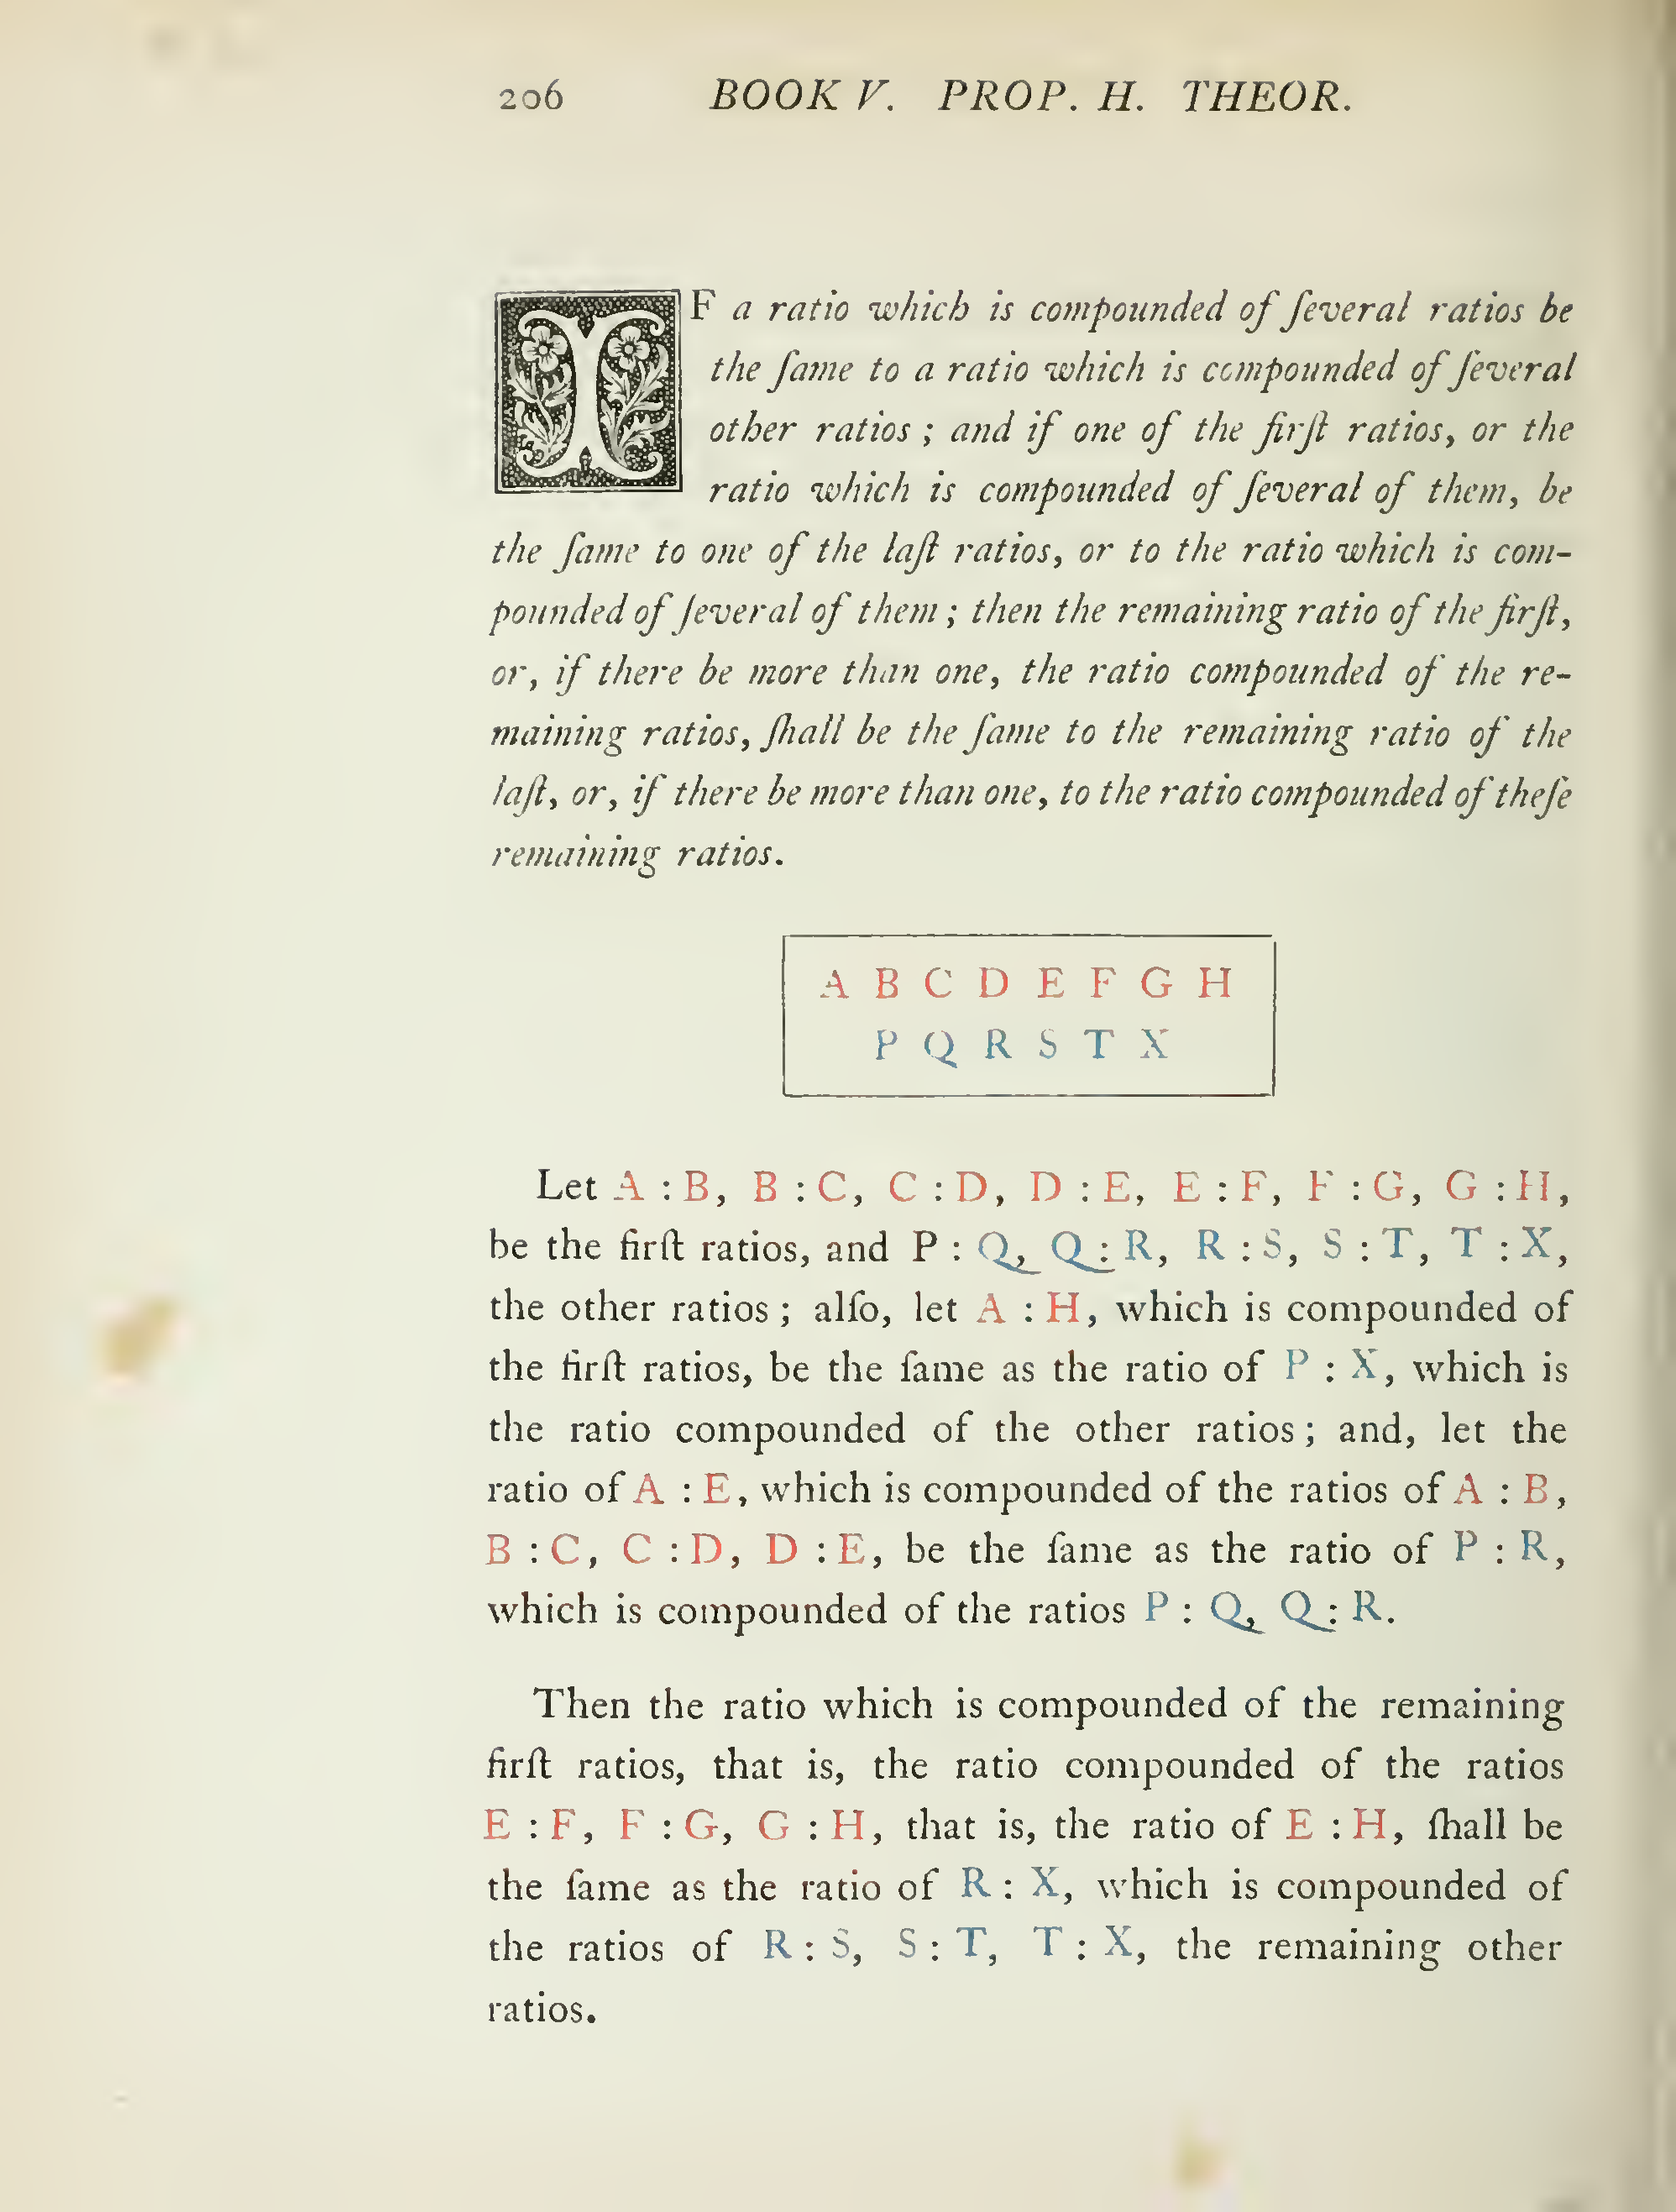 206 BOOK V. PROP. H. THEOR.
IF a ratio which is compounded of ſeveral ratios be
the ſame to a ratio which is compounded of ſeveral
other ratios ; and if one of the firſt ratios, or the
ratio which is compounded of ſeveral of them, be
the ſame to one of the laſt ratios, or to the ratio which is com-
pounded of ſeveral of them ; then the remaining ratio of the firſt,
or, if there be more than one, the ratio compounded of the re-
maining ratios, ſhall be the ſame to the remaining ratio of the
laſt, or, if there be more than one, to the ratio compounded of theſe
remaining ratios.
A B C D E F G H
P Q R S T X
Let A : B, B : C, C : D, D : E, E : F, F : G, G : H,
be the firſt ratios, and P : Q, Q : R, R : S, S : T, T : X,
the other ratios ; alſo, let A : H, which is compounded of
the firſt ratios, be the ſame as the ratio of P : X, which is
the ratio compounded of the other ratios ; and, let the
ratio of A : E, which is compounded of the ratios of A : B,
B : C, C : D, D : E, be the ſame as the ratio of P : R,
which is compounded of the ratios P : Q, Q : R.
Then the ratio which is compounded of the remaining
firſt ratios, that is, the ratio compounded of the ratios
E : F, F : G, G : H, that is, the ratio of E : H, ſhall be
the ſame as the ratio of R : X, which is compounded of
the ratios of R : S, S : T, T : X, the remaining other
ratios.